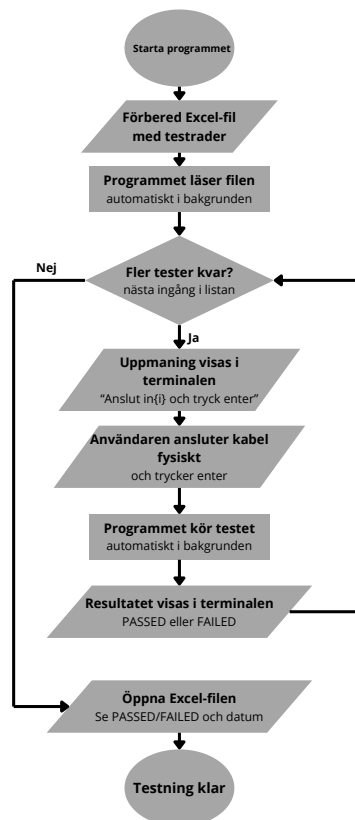 Starta programmet
Förbered Excel-fil
med testrader
Programmet läser filen
automatiskt i bakgrunden
Nej
Fler tester kvar?
nästa ingång i listan
Ja
Uppmaning visas i
terminalen
“Anslut in{i} och tryck enter”
Användaren ansluter kabel
fysiskt
och trycker enter
Programmet kör testet
automatiskt i bakgrunden
Resultatet visas i terminalen
PASSED eller FAILED
Öppna Excel-filen
Se PASSED/FAILED och datum
Testning klar